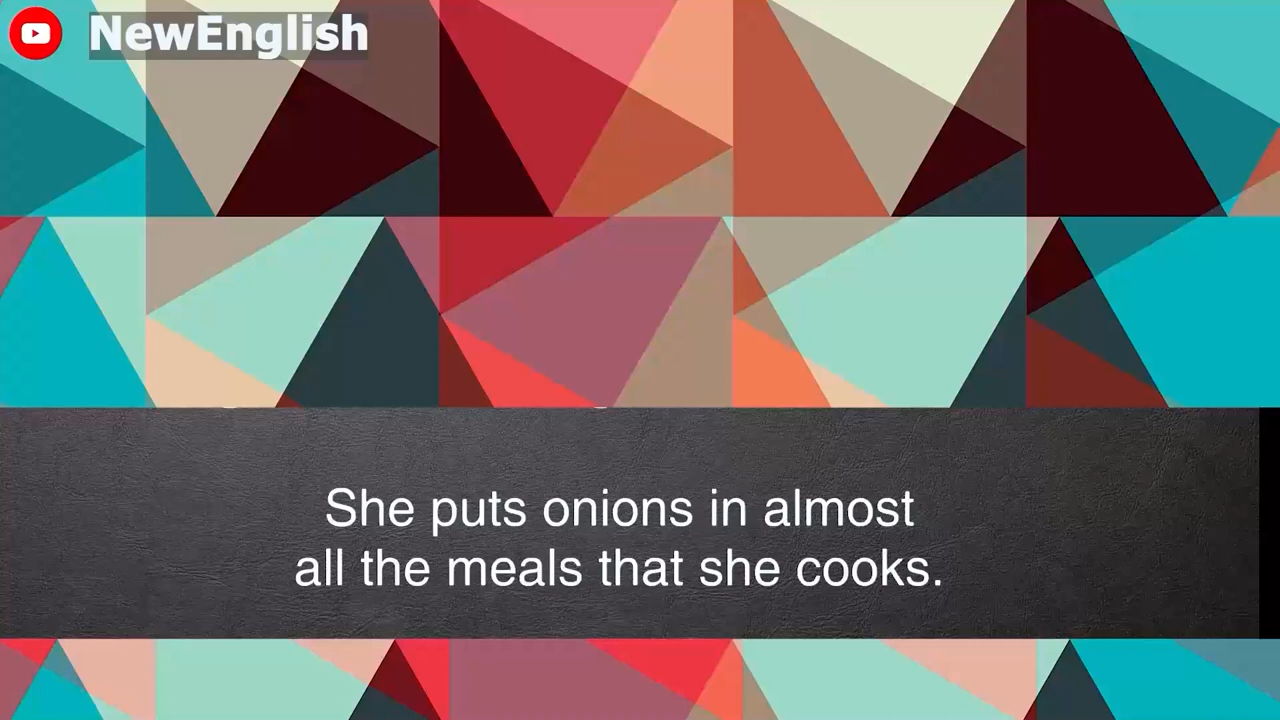 NewEnglish
She puts onions in almost
all the meals that she cooks.